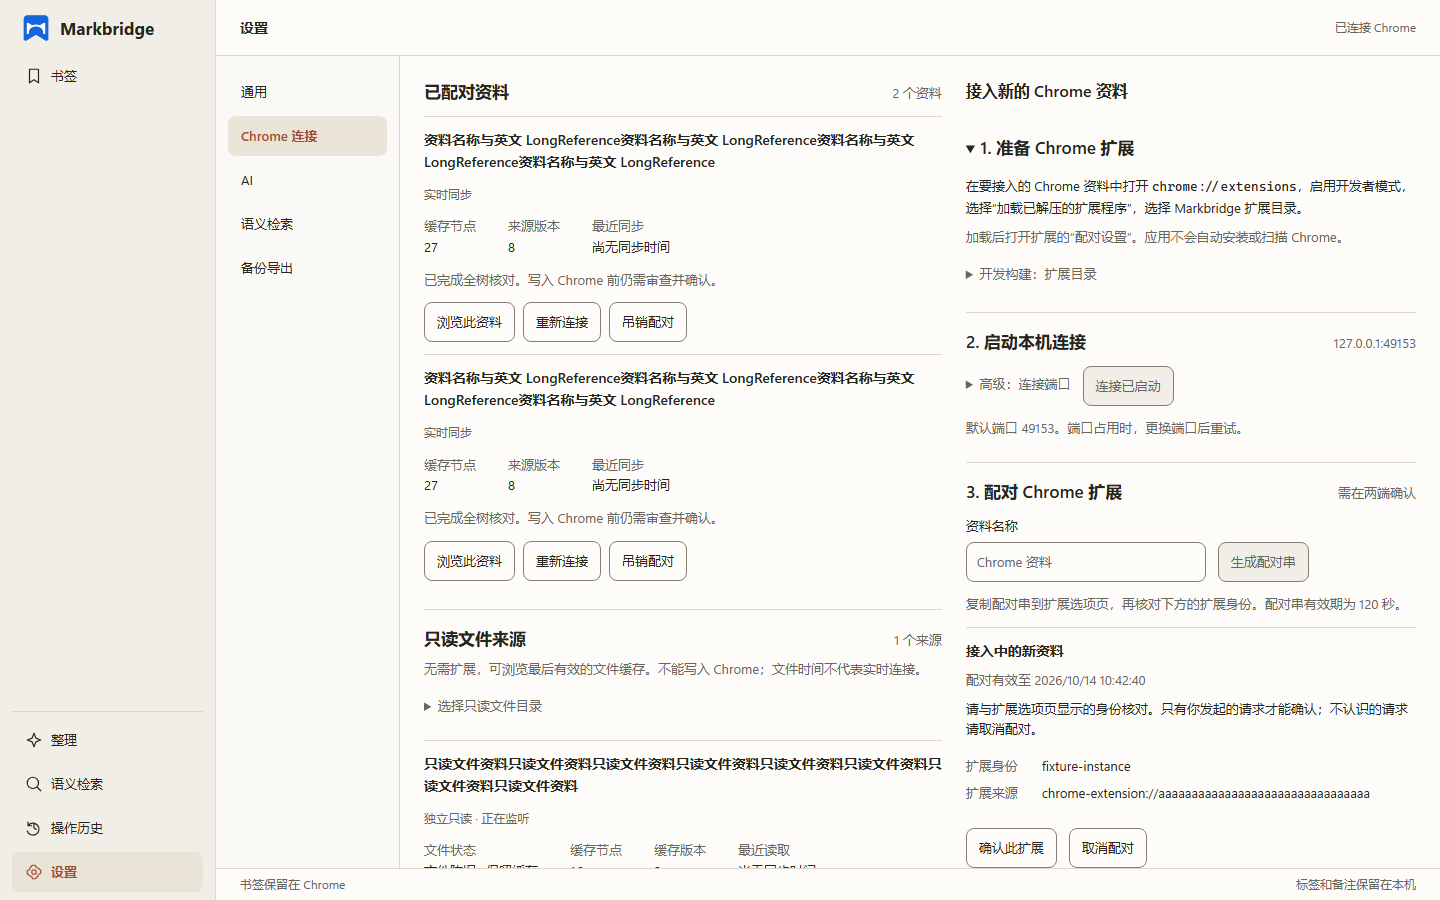 Markbridge
书签
整理
语义检索
操作历史
设置
设置
已连接 Chrome
通用
Chrome 连接
AI
语义检索
备份导出
已配对资料
2 个资料
资料名称与英文 LongReference资料名称与英文 LongReference资料名称与英文
LongReference资料名称与英文 LongReference
实时同步
缓存节点 来源版本 最近同步
27 8 尚无同步时间
已完成全树核对。写入 Chrome 前仍需审查并确认。
浏览此资料 重新连接 吊销配对
资料名称与英文 LongReference资料名称与英文 LongReference资料名称与英文
LongReference资料名称与英文 LongReference
实时同步
缓存节点 来源版本 最近同步
27 8 尚无同步时间
已完成全树核对。写入 Chrome 前仍需审查并确认。
浏览此资料 重新连接 吊销配对
只读文件来源
1 个来源
无需扩展，可浏览最后有效的文件缓存。不能写入 Chrome；文件时间不代表实时连接。
选择只读文件目录
只读文件资料只读文件资料只读文件资料只读文件资料只读文件资料只读文件资料只
读文件资料只读文件资料
独立只读 · 正在监听
文件状态 缓存节点 缓存版本 最近读取
接入新的 Chrome 资料
1. 准备 Chrome 扩展
在要接入的 Chrome 资料中打开 chrome://extensions，启用开发者模式，
选择“加载已解压的扩展程序”，选择 Markbridge 扩展目录。
加载后打开扩展的“配对设置”。应用不会自动安装或扫描 Chrome。
开发构建：扩展目录
2. 启动本机连接
127.0.0.1:49153
高级：连接端口 连接已启动
默认端口 49153。端口占用时，更换端口后重试。
3. 配对 Chrome 扩展
需在两端确认
资料名称
Chrome 资料 生成配对串
复制配对串到扩展选项页，再核对下方的扩展身份。配对串有效期为 120 秒。
接入中的新资料
配对有效至 2026/10/14 10:42:40
请与扩展选项页显示的身份核对。只有你发起的请求才能确认；不认识的请求
请取消配对。
扩展身份 fixture-instance
扩展来源 chrome-extension://aaaaaaaaaaaaaaaaaaaaaaaaaaaaaaaa
确认此扩展 取消配对
书签保留在 Chrome
标签和备注保留在本机